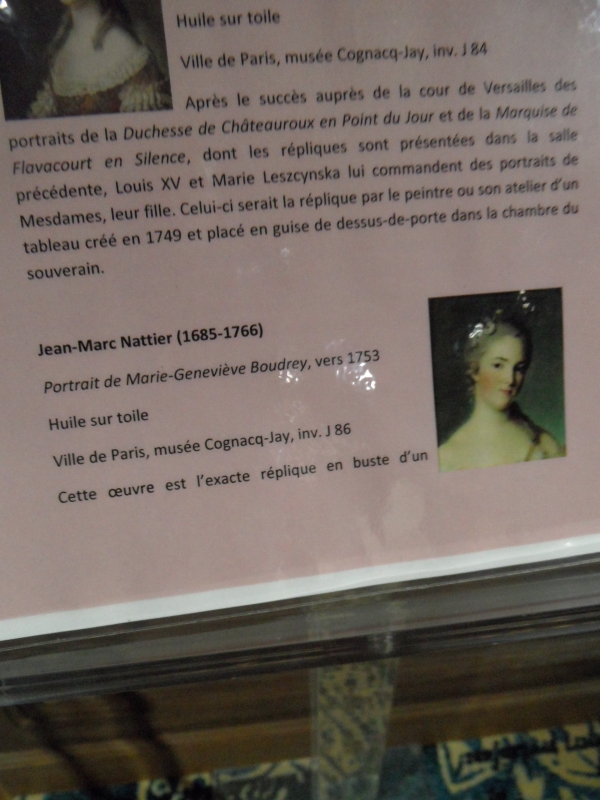 Huile sur toile
Ville de Paris, musée Cognacq-Jay, inv. J 84
Après le succès auprès de la cour de Versailles des
portraits de la Duchesse de Châteauroux en Point du Jour et de la Marquise de
Flavacourt en Silence, dont les répliques sont présentées dans la salle
précédente, Louis XV et Marie Leszcynska lui commandent des portraits de
Mesdames, leur fille. Celui-ci serait la réplique par le peintre ou son atelier d'un
tableau créé en 1749 et placé en guise de dessus-de-porte dans la chambre du
souverain.
Jean-Marc Nattier (1685-1766)
Portrait de Marie-Geneviève Boudrey, vers 1753
Huile sur toile
Ville de Paris, musée Cognacq-Jay, inv. J 86
Cette œuvre est l'exacte réplique en buste d'un